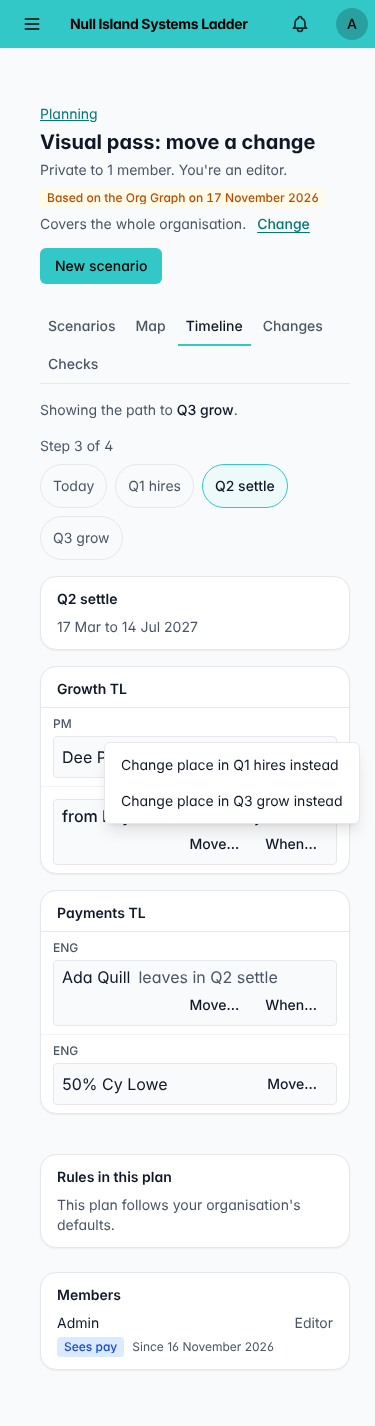 Null Island Systems Ladder
A
Planning
Visual pass: move a change
Private to 1 member. You're an editor.
Based on the Org Graph on 17 November 2026
Covers the whole organisation. Change
New scenario
Scenarios Map Timeline Changes
Checks
Showing the path to Q3 grow.
Step 3 of 4
Today Q1 hires Q2 settle
Q3 grow
Q2 settle
17 Mar to 14 Jul 2027
Growth TL
PM
Dee
Change place in Q1 hires instead
Change place in Q3 grow instead
from
Move... When...
Payments TL
ENG
Ada Quill leaves in Q2 settle
Move... When...
ENG
50% Cy Lowe Move...
Rules in this plan
This plan follows your organisation's
defaults.
Members
Admin Editor
Sees pay Since 16 November 2026